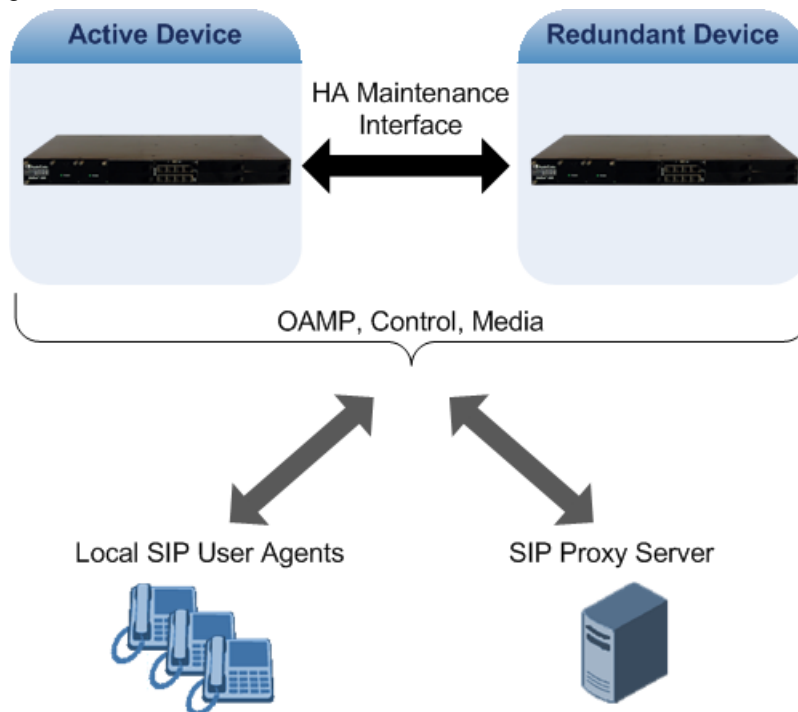 Active Device
Redundant Device
HA Maintenance
Interface
OAMP, Control, Media
Local SIP User Agents
SIP Proxy Server